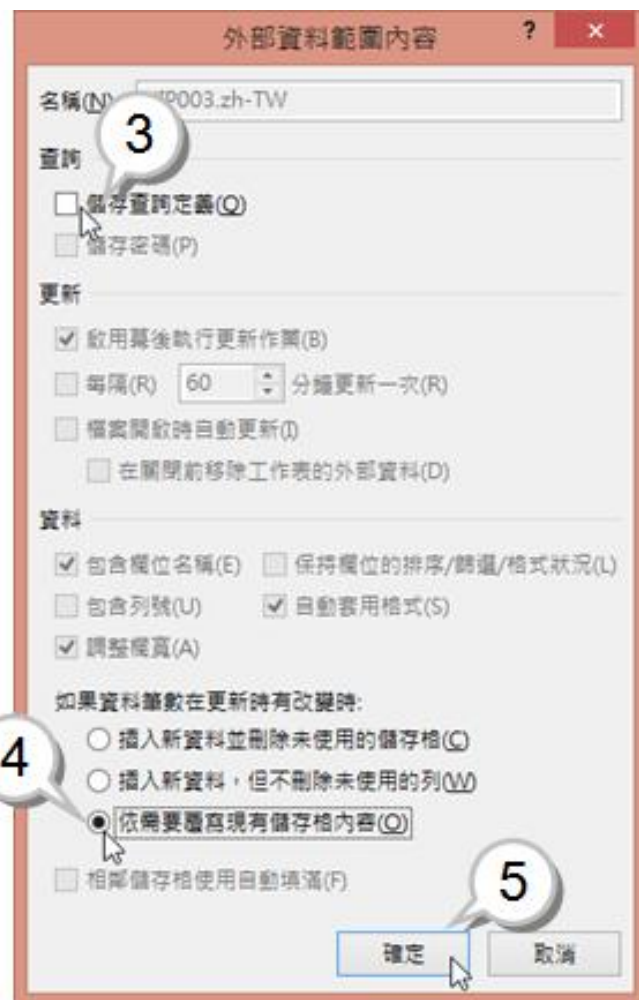 外部資料範圍內容 ? ×
名稱(N) P003.zh-TW
3
查詢
儲存查詢定義(Q)
儲存密碼(P)
更新
啟用幕後執行更新作業(B)
每隔(R) 60 分鐘更新一次(R)
檔案開啟時自動更新(I)
在關閉前移除工作表的外部資料(D)
資料
包含欄位名稱(E) 保持欄位的排序/篩選/格式狀況(L)
包含列號(U) 自動套用格式(S)
調整欄寬(A)
如果資料筆數在更新時有改變時:
插入新資料並刪除未使用的儲存格(C)
4
插入新資料，但不刪除未使用的列(W)
依需要覆寫現有儲存格內容(O)
相鄰儲存格使用自動填滿(F)
5
確定 取消